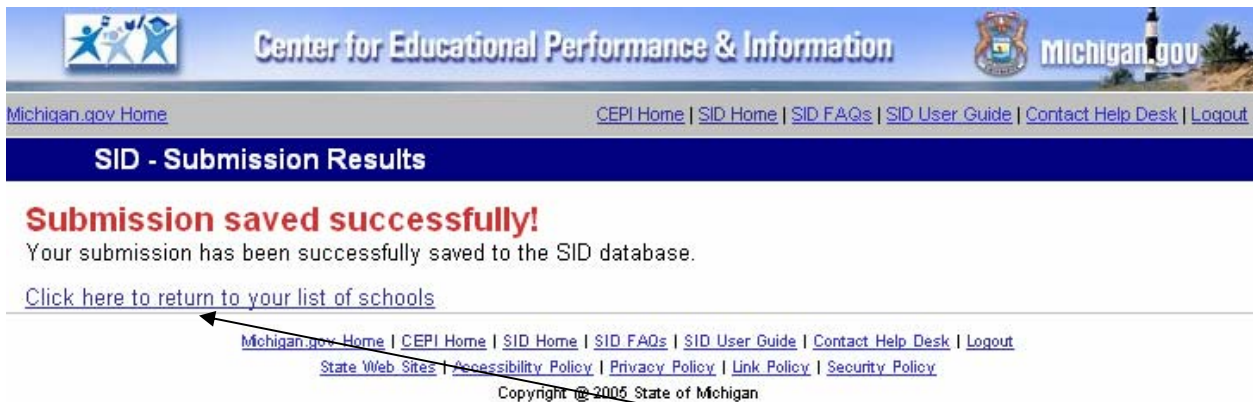 Center for Educational Performance & Information
Michigan.gov
Michigan.gov Home
CEPI Home | SID Home | SID FAQs | SID User Guide | Contact Help Desk | Logout
SID - Submission Results
Submission saved successfully!
Your submission has been successfully saved to the SID database.
Click here to return to your list of schools
Michigan.gov Home | CEPI Home | SID Home | SID FAQs | SID User Guide | Contact Help Desk | Logout
State Web Sites | Accessibility Policy | Privacy Policy | Link Policy | Security Policy
Copyright @ 2005 State of Michigan